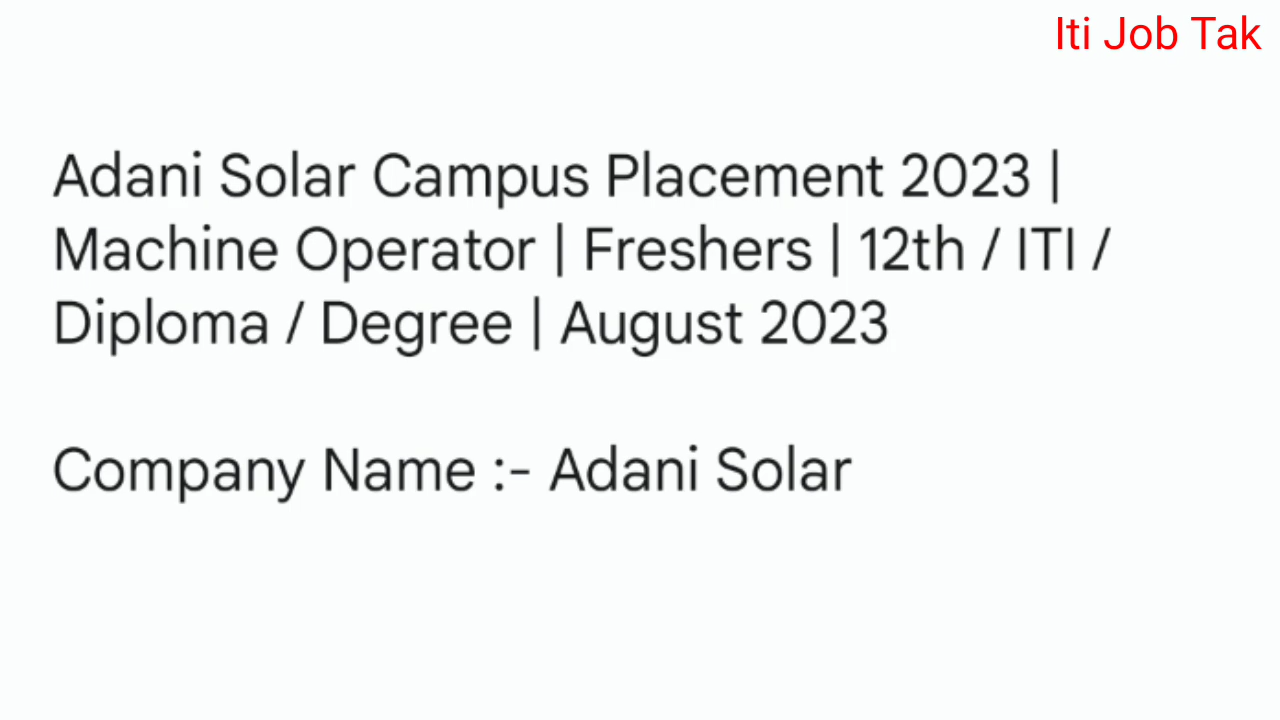 Iti Job Tak
Adani Solar Campus Placement 2023 |
Machine Operator | Freshers | 12th / ITI /
Diploma / Degree | August 2023
Company Name :- Adani Solar